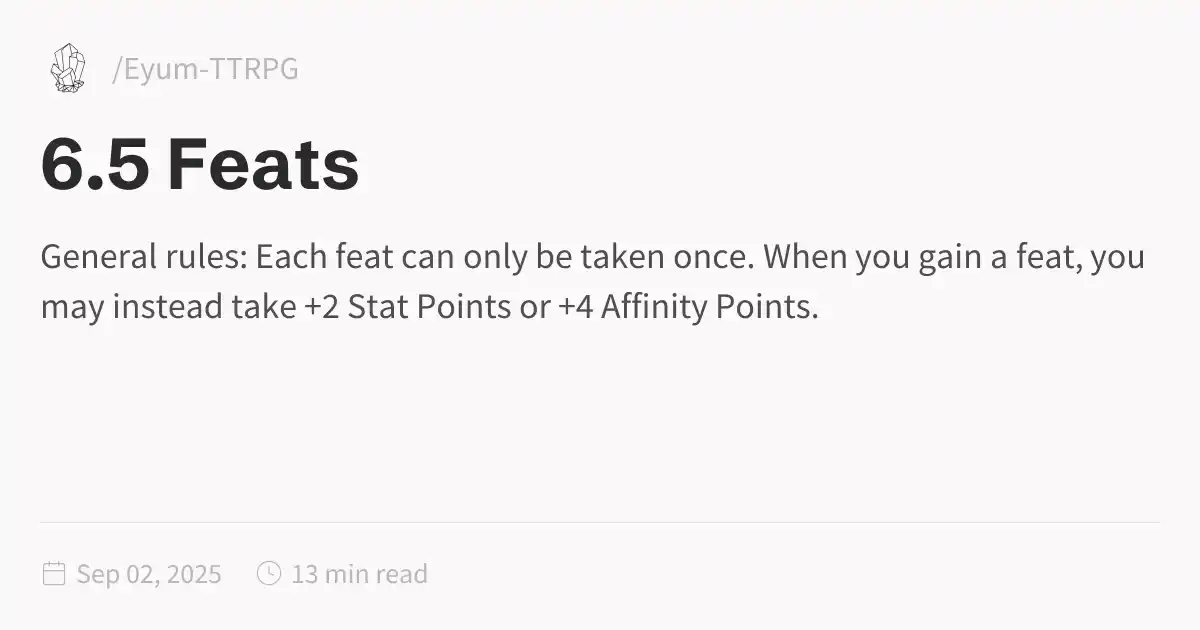 /Eyum-TTRPG
6.5 Feats
General rules: Each feat can only be taken once. When you gain a feat, you
may instead take +2 Stat Points or +4 Affinity Points.
Sep 02, 2025 13 min read